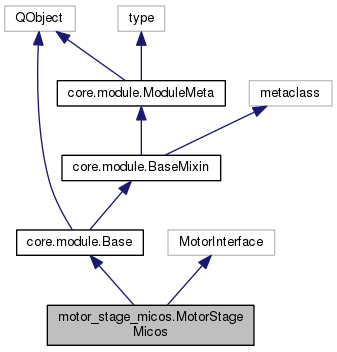 QObject
type
core.module.ModuleMeta
metaclass
core.module.BaseMixin
core.module.Base
MotorInterface
motor_stage_micos.MotorStage
Micos